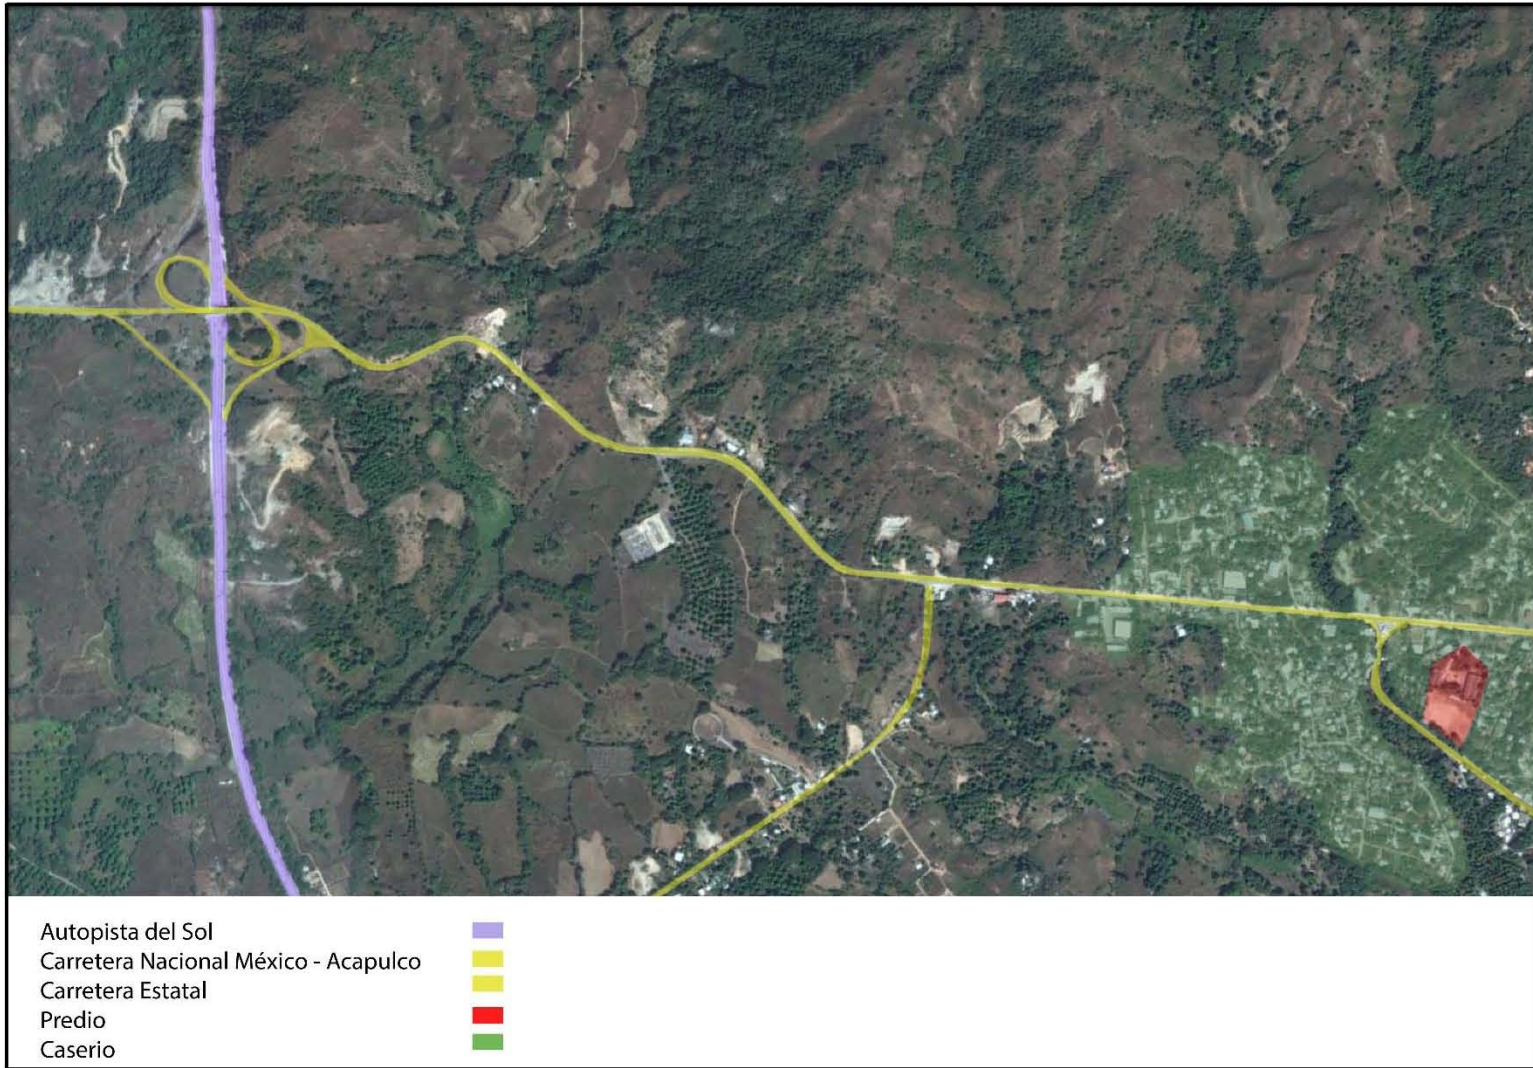 Autopista del Sol
Carretera Nacional México - Acapulco
Carretera Estatal
Predio
Caserio